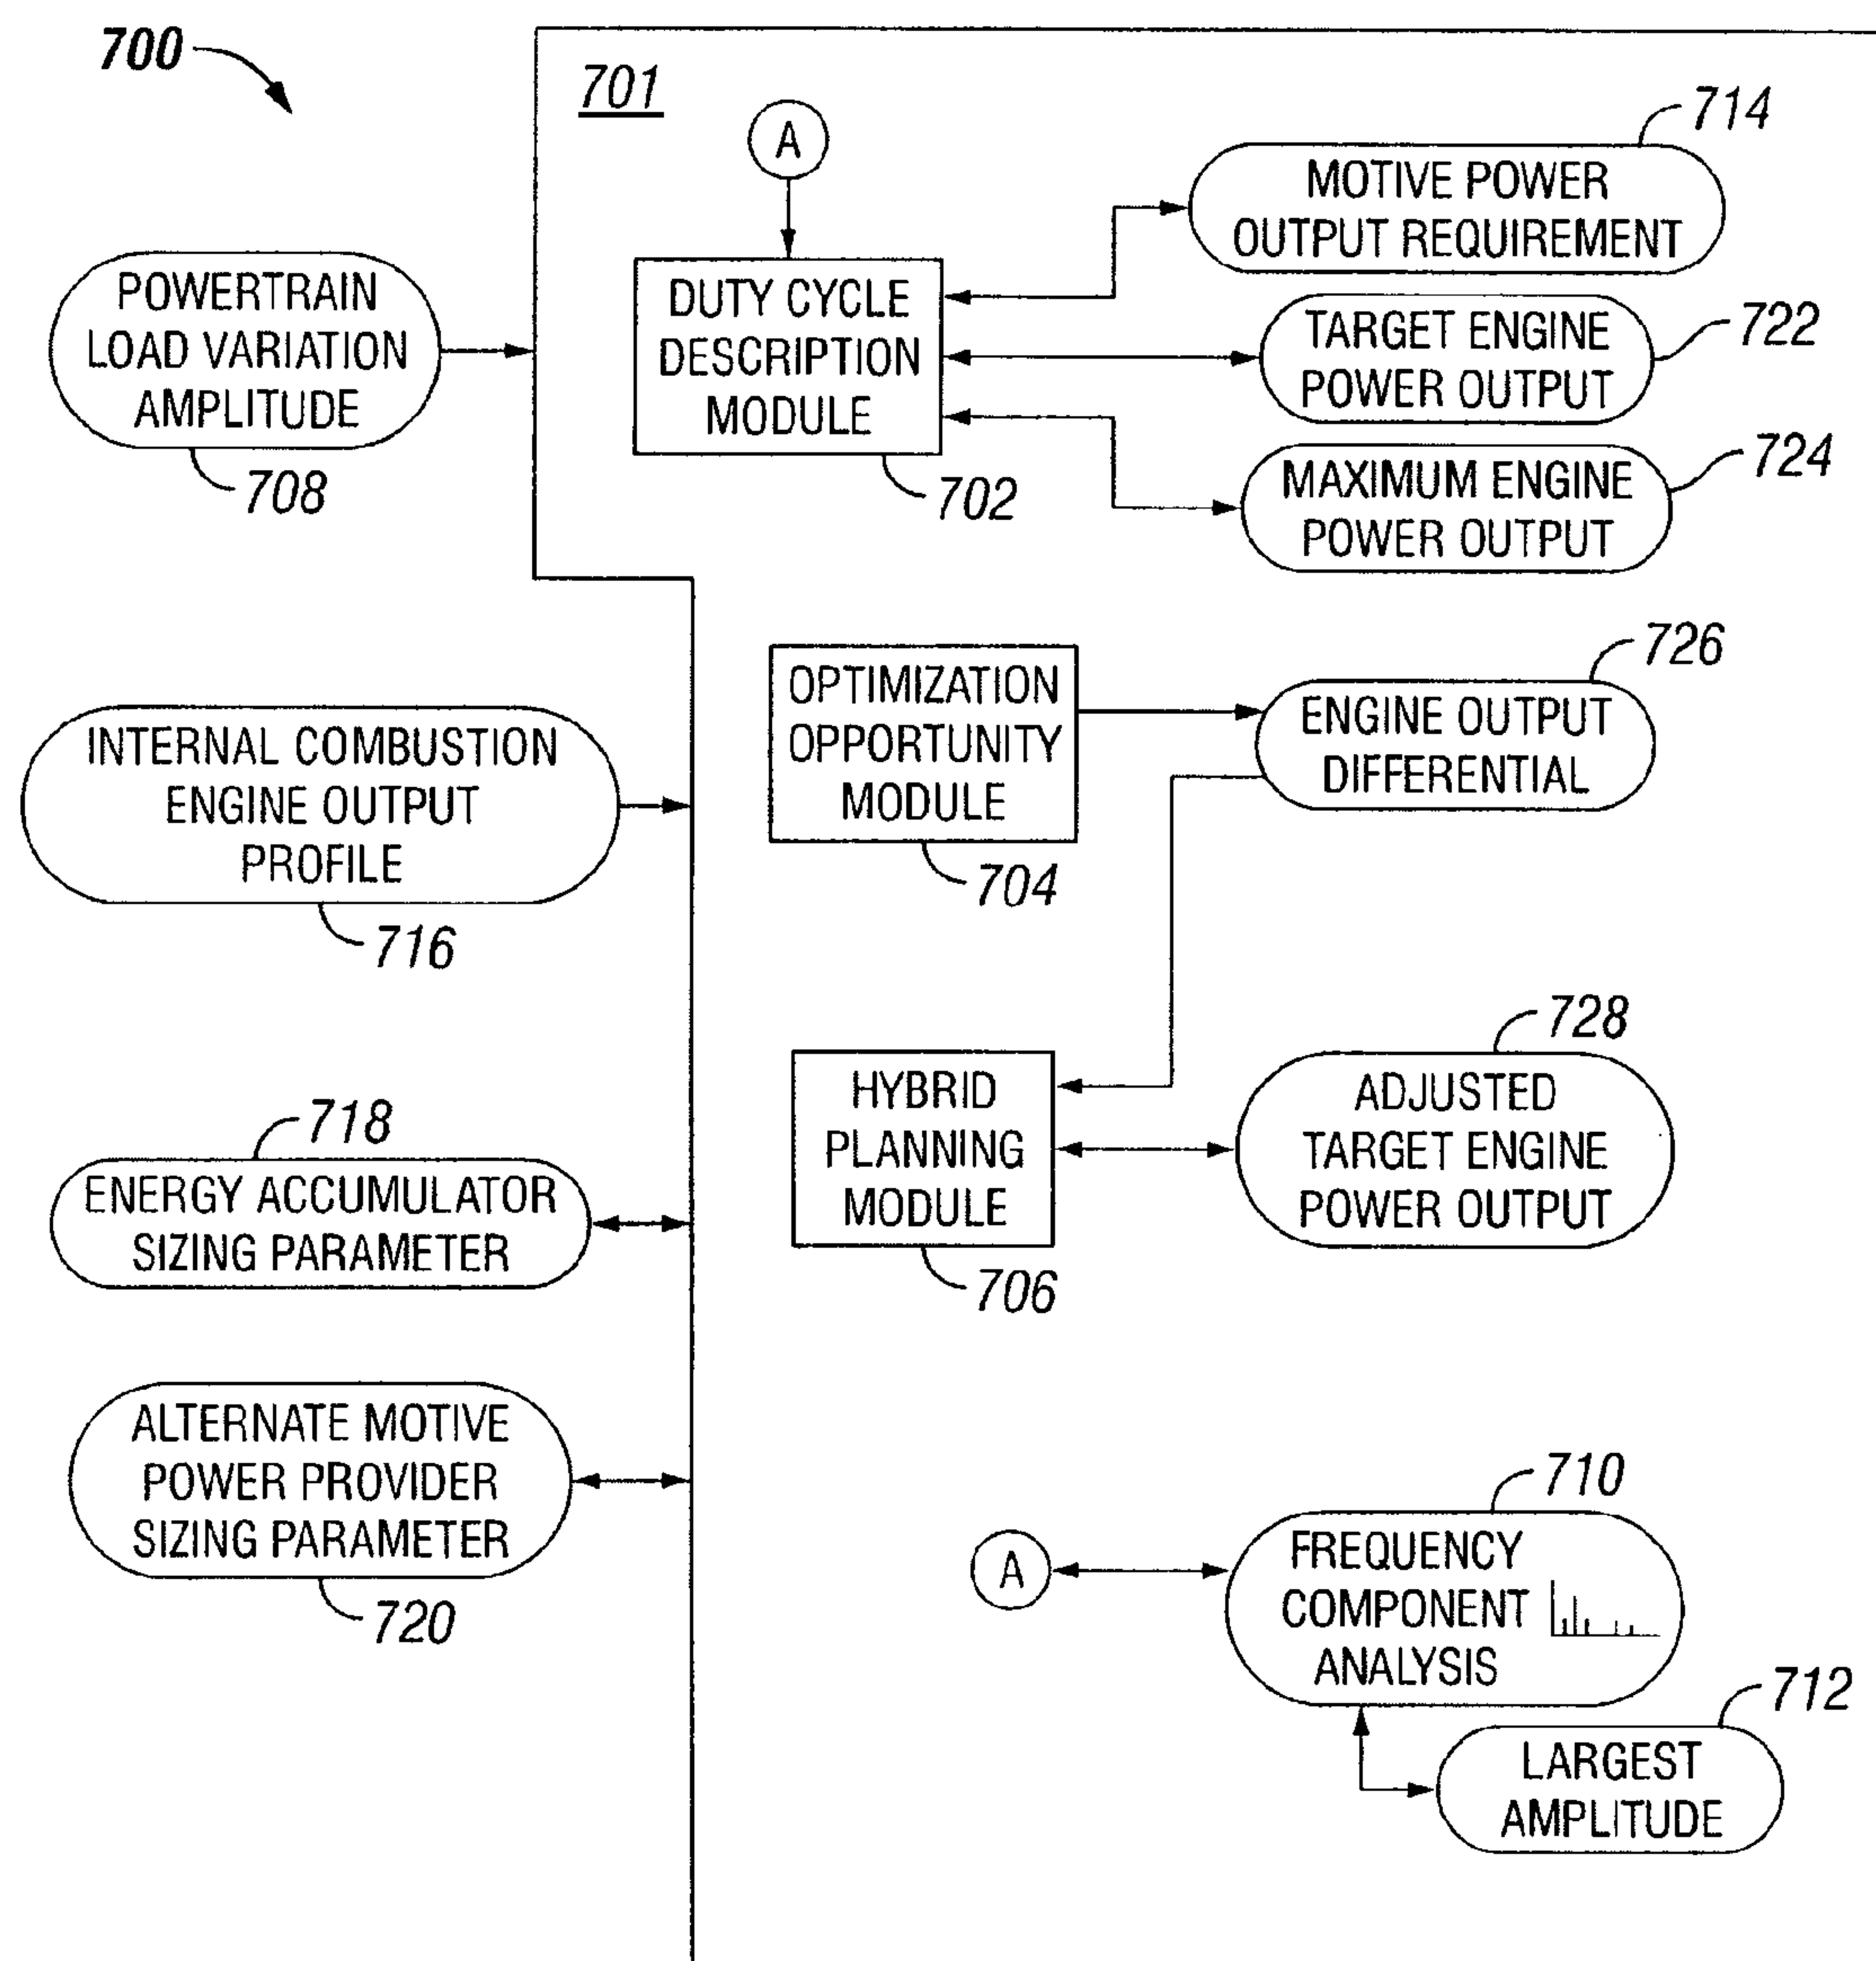 700
701
A
714
MOTIVE POWER
OUTPUT REQUIREMENT
POWERTRAIN
LOAD VARIATION
AMPLITUDE
708
DUTY CYCLE
DESCRIPTION
MODULE
702
TARGET ENGINE
POWER OUTPUT
722
724
MAXIMUM ENGINE
POWER OUTPUT
INTERNAL COMBUSTION
ENGINE OUTPUT
PROFILE
716
OPTIMIZATION
OPPORTUNITY
MODULE
704
726
ENGINE OUTPUT
DIFFERENTIAL
718
ENERGY ACCUMULATOR
SIZING PARAMETER
HYBRID
PLANNING
MODULE
706
728
ADJUSTED
TARGET ENGINE
POWER OUTPUT
ALTERNATE MOTIVE
POWER PROVIDER
SIZING PARAMETER
720
A
710
FREQUENCY
COMPONENT
ANALYSIS
712
LARGEST
AMPLITUDE